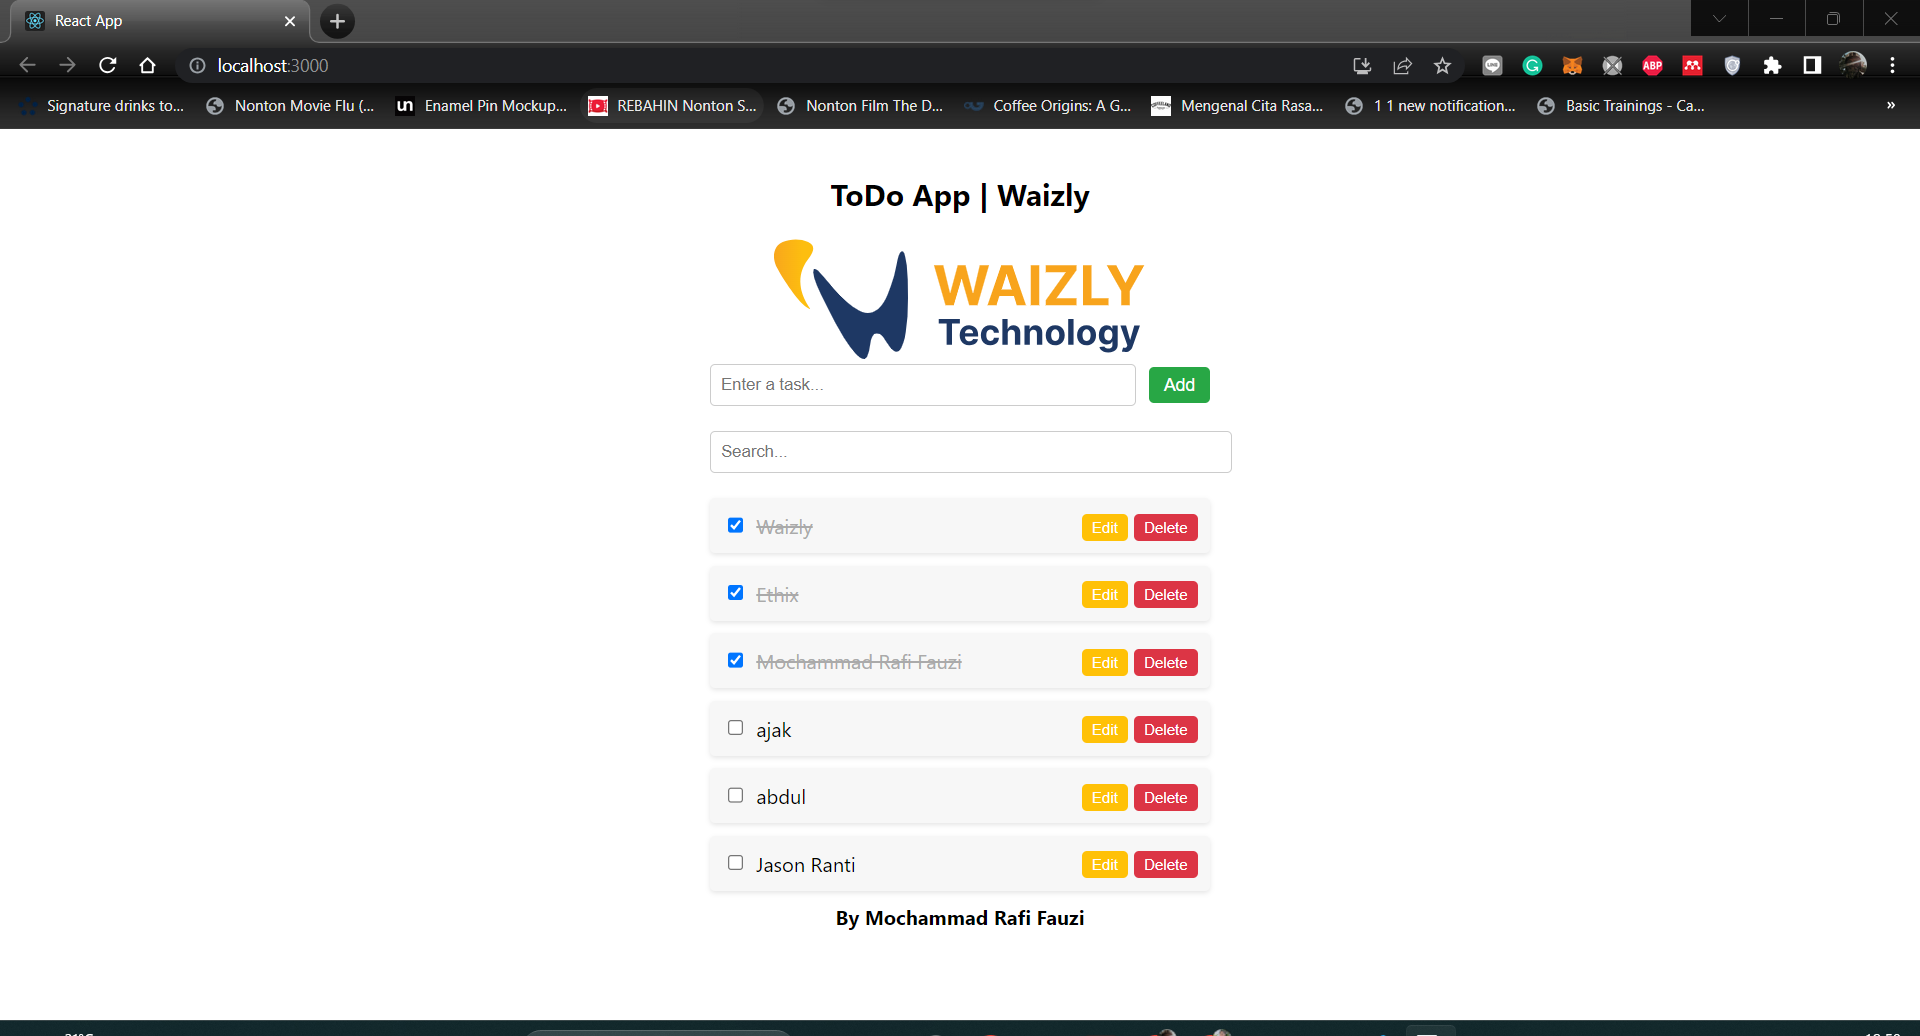 React App
localhost:3000
Signature drinks to... Nonton Movie Flu (... un Enamel Pin Mockup... REBAHIN Nonton S... Nonton Film The D... Coffee Origins: A G... Mengenal Cita Rasa... 1 1 new notification... Basic Trainings - Ca... »
ABP
ToDo App | Waizly
WAIZLY
Technology
Enter a task... Add
Search...
Waizly Edit Delete
Ethix Edit Delete
Mochammad Rafi Fauzi Edit Delete
ajak Edit Delete
abdul Edit Delete
Jason Ranti Edit Delete
By Mochammad Rafi Fauzi